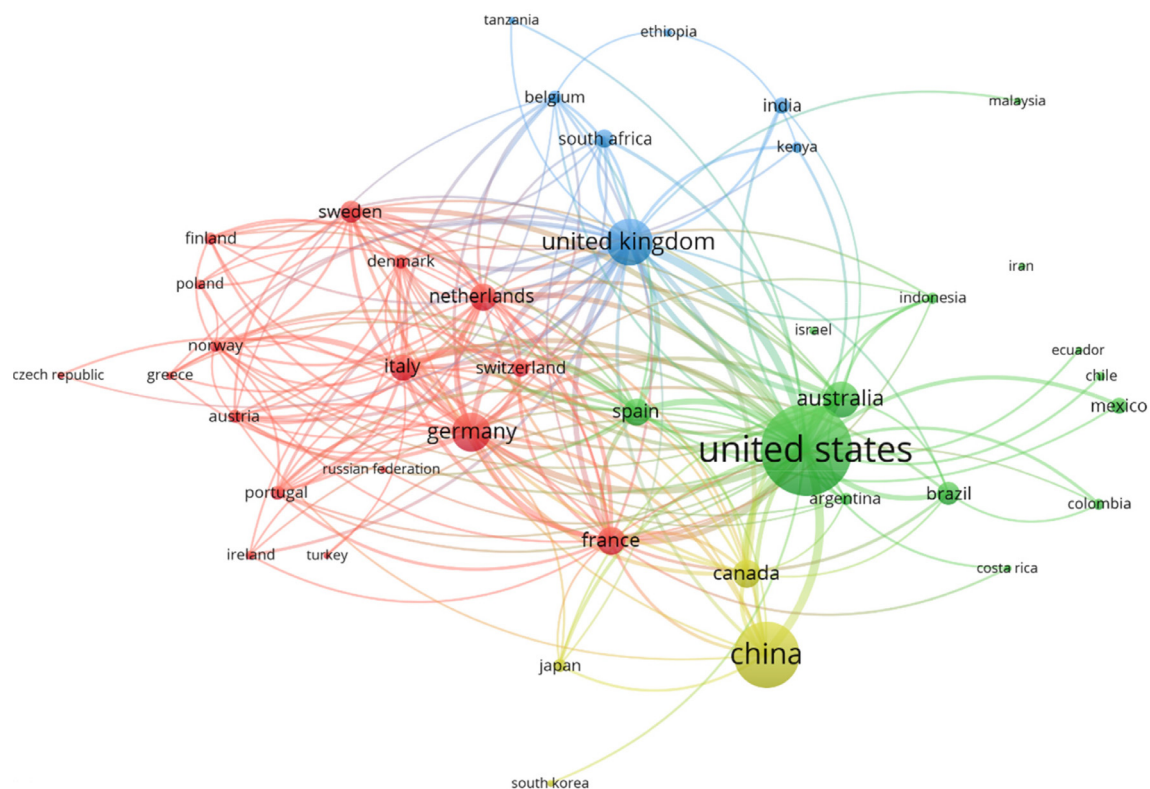 tanzania
ethiopia
belgium
india
malaysia
south africa
kenya
sweden
finland
united kingdom
denmark
iran
poland
netherlands
indonesia
israel
norway
ecuador
czech republic
greece
italy
switzerland
chile
australia
mexico
austria
spain
germany
united states
russian federation
portugal
argentina
brazil
colombia
ireland
turkey
france
canada
costa rica
china
japan
south korea